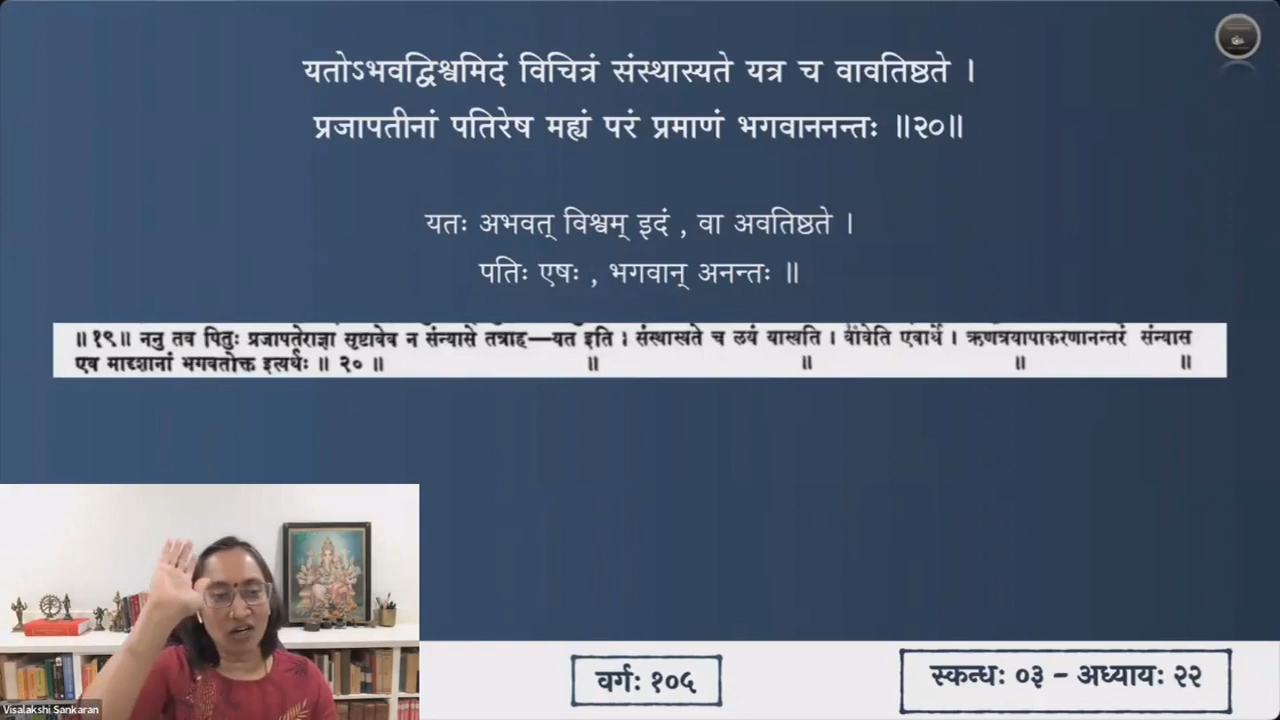 यतोऽभवद्विश्वमिदं विचित्रं संस्थास्यते यत्र च वावतिष्ठते ।
प्रजापतीनां पतिरेष मह्यं परं प्रमाणं भगवाननन्तः ॥२०॥
यतः अभवत् विश्वम् इदं , वा अवतिष्ठते ।
पतिः एषः , भगवान् अनन्तः ॥
॥ १९ ॥ ननु तव पितुः प्रजापतेराज्ञा सृष्टावेव न संन्यासे तत्राह—यत इति । संस्थास्यते च लयं यास्यति । वावेति एवार्थे । ऋणत्रयापाकरणानन्तरं संन्यास
एव मादृशानां भगवतोक्त इत्यर्थः ॥ २० ॥ ॥ ॥ ॥ ॥
Visalakshi Sankaran
वर्गः १०५
स्कन्धः ०३ - अध्यायः २२